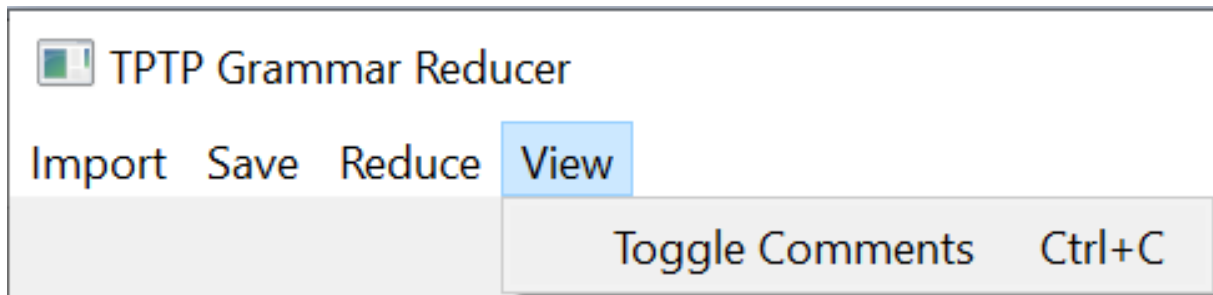 TPTP Grammar Reducer
Import Save Reduce View
Toggle Comments Ctrl+C